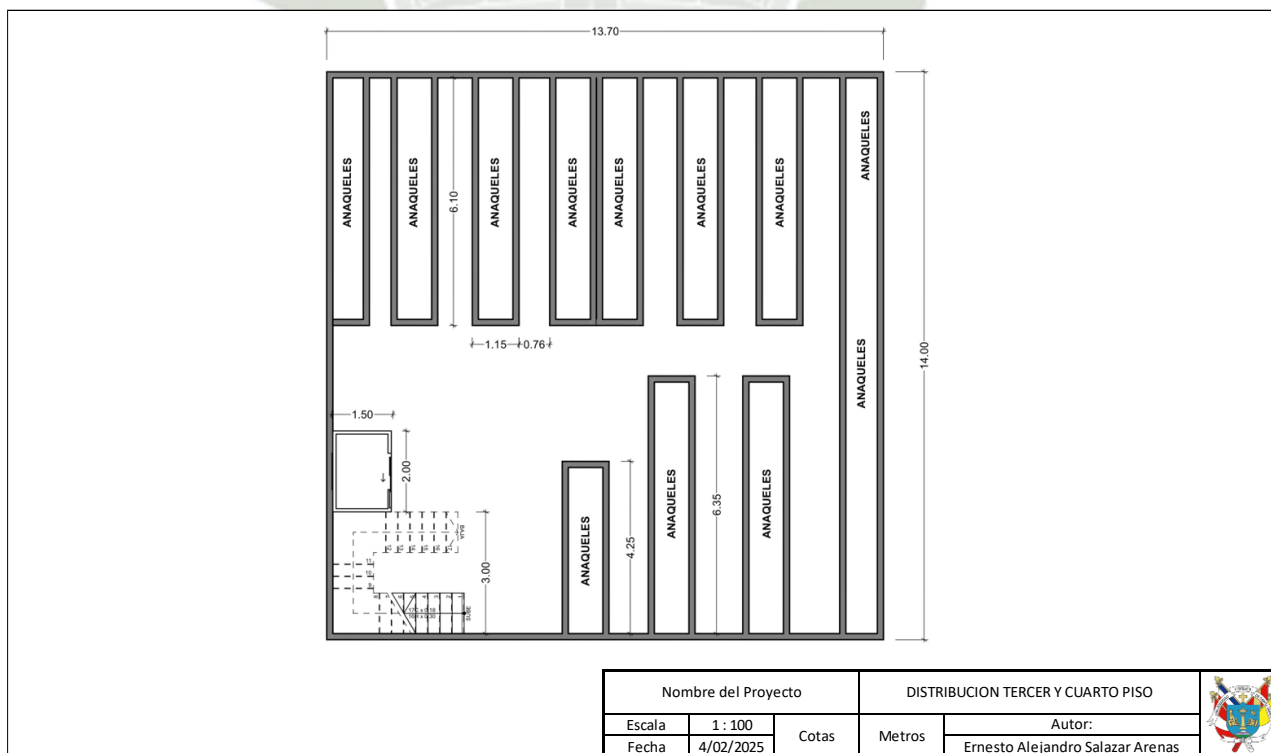 13.70
ANAQUELES
ANAQUELES
ANAQUELES
ANAQUELES
ANAQUELES
ANAQUELES
ANAQUELES
ANAQUELES
6.10
1.15
0.76
14.00
ANAQUELES
1.50
2.00
ANAQUELES
ANAQUELES
ANAQUELES
6.35
4.25
3.00
BAJA
SUBE
Nombre del Proyecto
DISTRIBUCION TERCER Y CUARTO PISO
Escala
1 : 100
Cotas
Metros
Autor:
Fecha
4/02/2025
Ernesto Alejandro Salazar Arenas